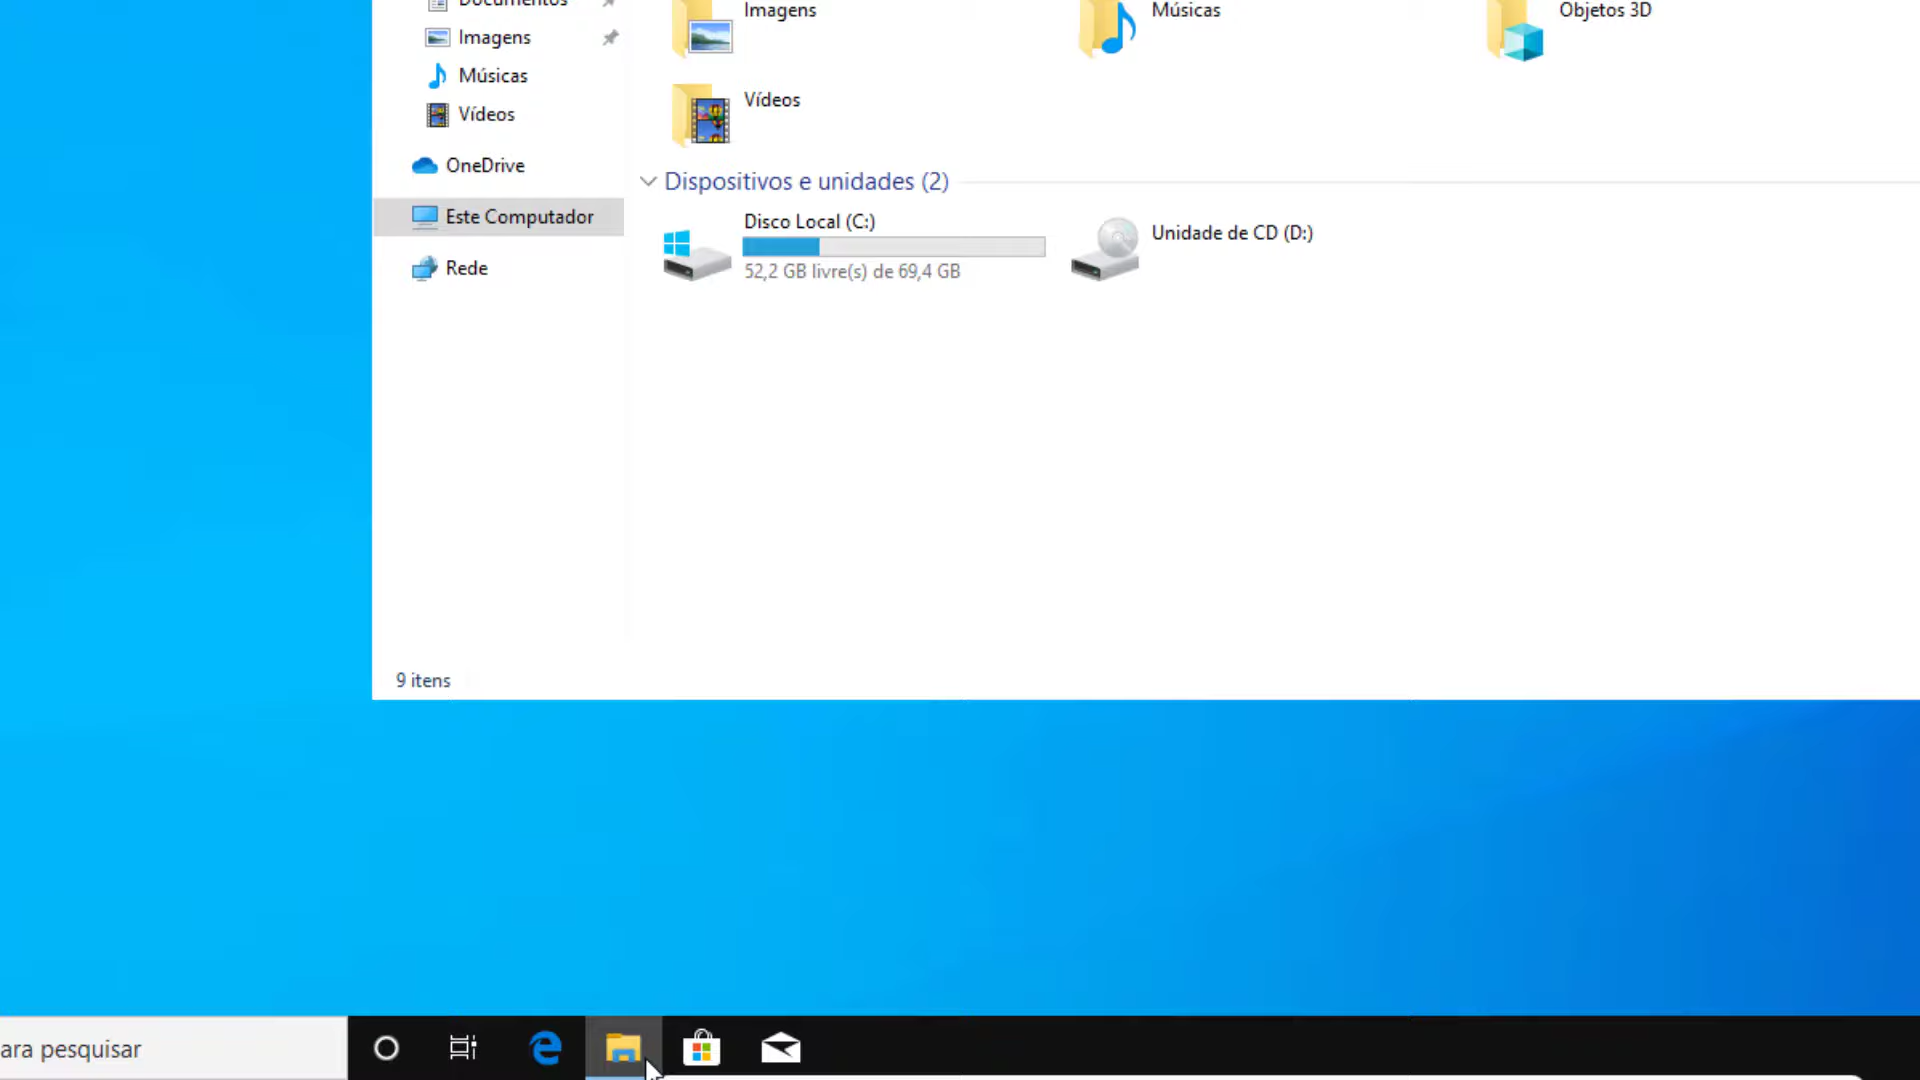 Documentos
Imagens
Músicas
Vídeos
OneDrive
Este Computador
Rede
Imagens
Músicas
Objetos 3D
Vídeos
Dispositivos e unidades (2)
Disco Local (C:)
52,2 GB livre(s) de 69,4 GB
Unidade de CD (D:)
9 itens
ara pesquisar